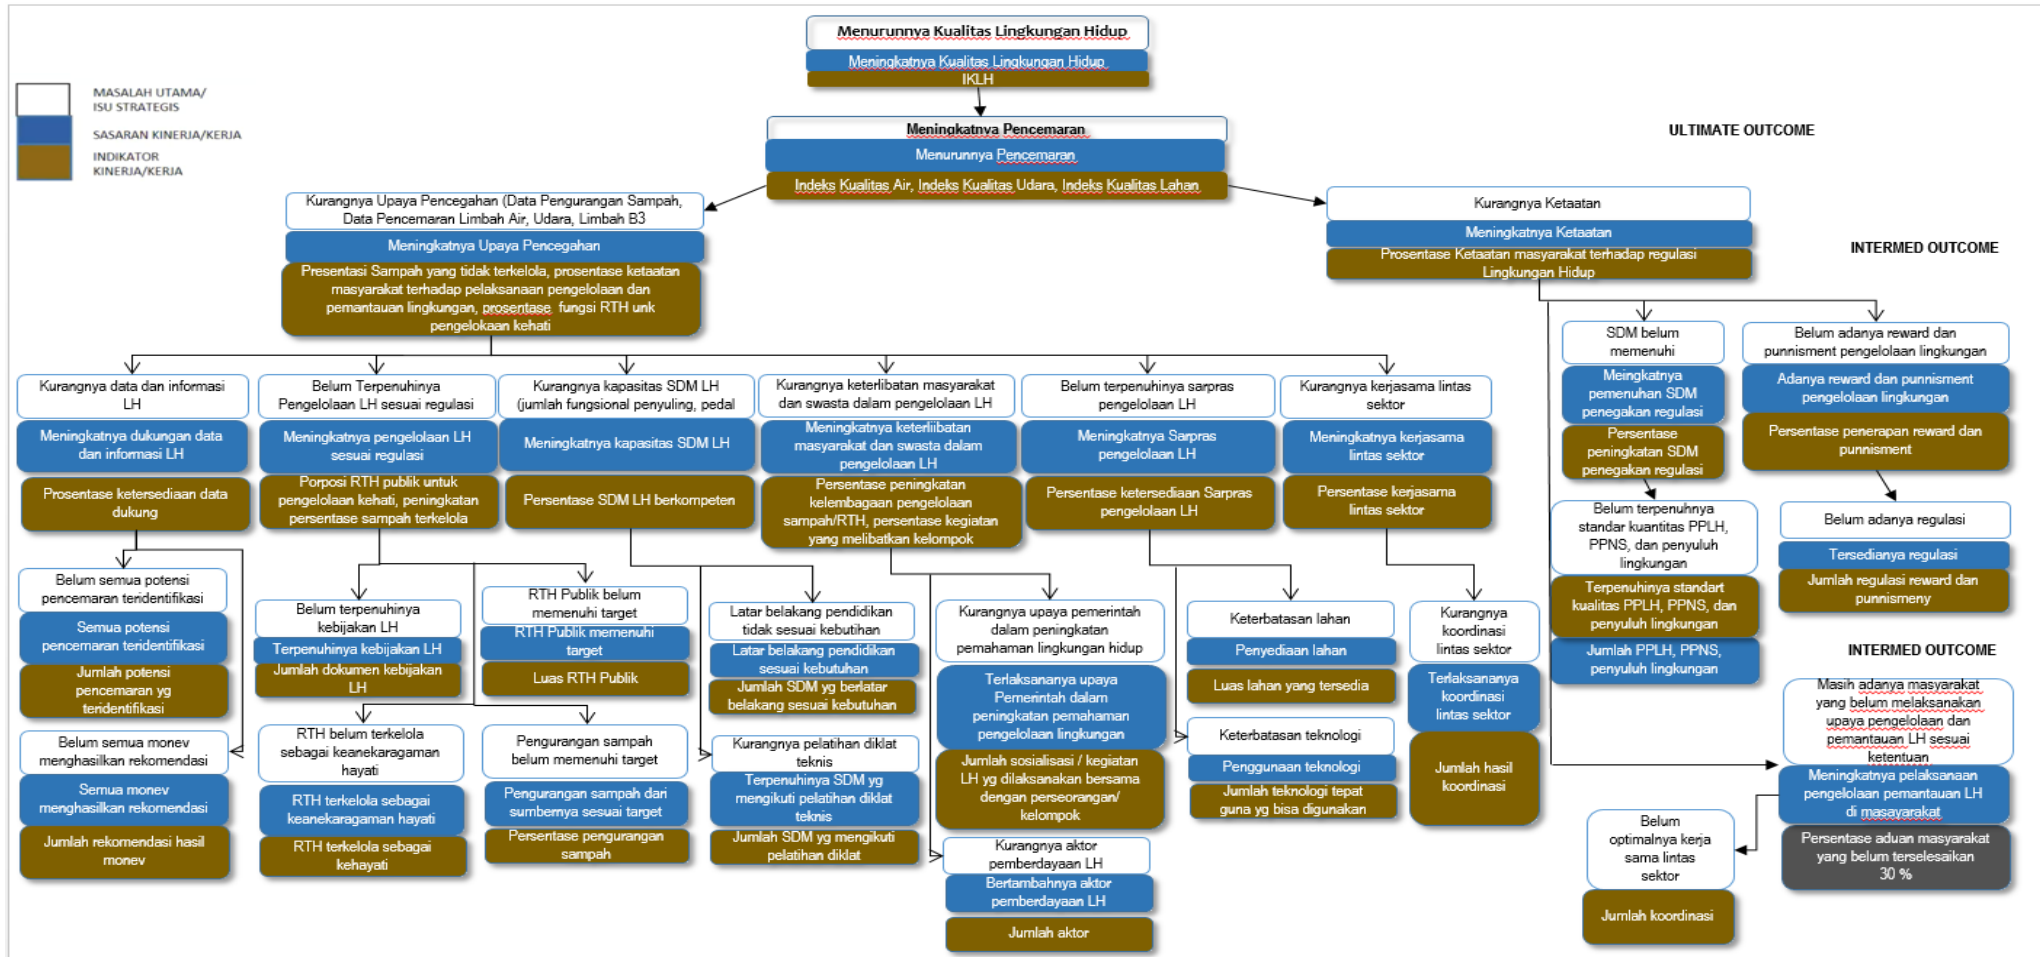 Menurunnya Kualitas Lingkungan Hidup
Meningkatnya Kualitas Lingkungan Hidup
IKLH
MASALAH UTAMA/
ISU STRATEGIS
SASARAN KINERJA/KERJA
INDIKATOR
KINERJA/KERJA
Meningkatnya Pencemaran
Menurunnya Pencemaran
Indeks Kualitas Air, Indeks Kualitas Udara, Indeks Kualitas Lahan
ULTIMATE OUTCOME
Kurangnya Upaya Pencegahan (Data Pengurangan Sampah,
Data Pencemaran Limbah Air, Udara, Limbah B3
Meningkatnya Upaya Pencegahan
Presentasi Sampah yang tidak terkelola, prosentase ketaatan
masyarakat terhadap pelaksanaan pengelolaan dan
pemantauan lingkungan, prosentase fungsi RTH unk
pengelokaan kehati
Kurangnya Ketaatan
Meningkatnya Ketaatan
Prosentase Ketaatan masyarakat terhadap regulasi
Lingkungan Hidup
INTERMED OUTCOME
Kurangnya data dan informasi
LH
Meningkatnya dukungan data
dan informasi LH
Prosentase ketersediaan data
dukung
Belum Terpenuhinya
Pengelolaan LH sesuai regulasi
Meningkatnya pengelolaan LH
sesuai regulasi
Porposi RTH publik untuk
pengelolaan kehati, peningkatan
persentase sampah terkelola
Kurangnya kapasitas SDM LH
(jumlah fungsional penyuling, pedal
Meningkatnya kapasitas SDM LH
Persentase SDM LH berkompeten
Kurangnya keterlibatan masyarakat
dan swasta dalam pengelolaan LH
Meningkatnya keterliibatan
masyarakat dan swasta dalam
pengelolaan LH
Persentase peningkatan
kelembagaan pengelolaan
sampah/RTH, persentase kegiatan
yang melibatkan kelompok
Belum terpenuhinya sarpras
pengelolaan LH
Meningkatnya Sarpras
pengelolaan LH
Persentase ketersediaan Sarpras
pengelolaan LH
Kurangnya kerjasama lintas
sektor
Meningkatnya kerjasama
lintas sektor
Persentase kerjasama
lintas sektor
SDM belum
memenuhi
Meingkatnya
pemenuhan SDM
penegakan regulasi
Persentase
peningkatan SDM
penegakan regulasi
Belum adanya reward dan
punnisment pengelolaan lingkungan
Adanya reward dan punnisment
pengelolaan lingkungan
Persentase penerapan reward dan
punnisment
Belum semua potensi
pencemaran teridentifikasi
Semua potensi
pencemaran teridentifikasi
Jumlah potensi
pencemaran yg
teridentifikasi
Belum semua monev
menghasilkan rekomendasi
Semua monev
menghasilkan rekomendasi
Jumlah rekomendasi hasil
monev
Belum terpenuhinya
kebijakan LH
Terpenuhinya kebijakan LH
Jumlah dokumen kebijakan
LH
RTH belum terkelola
sebagai keanekaragaman
hayati
RTH terkelola sebagai
keanekaragaman hayati
RTH terkelola sebagai
kehayati
RTH Publik belum
memenuhi target
RTH Publik memenuhi
target
Luas RTH Publik
Pengurangan sampah
belum memenuhi target
Pengurangan sampah dari
sumbernya sesuai target
Persentase pengurangan
sampah
Latar belakang pendidikan
tidak sesuai kebutihan
Latar belakang pendidikan
sesuai kebutuhan
Jumlah SDM yg berlatar
belakang sesuai kebutuhan
Kurangnya pelatihan diklat
teknis
Terpenuhinya SDM yg
mengikuti pelatihan diklat
teknis
Jumlah SDM yg mengikuti
pelatihan diklat
Kurangnya upaya pemerintah
dalam peningkatan
pemahaman lingkungan hidup
Terlaksananya upaya
Pemerintah dalam
peningkatan pemahaman
pengelolaan lingkungan
Jumlah sosialisasi / kegiatan
LH yg dilaksanakan bersama
dengan perseorangan/
kelompok
Kurangnya aktor
pemberdayaan LH
Bertambahnya aktor
pemberdayaan LH
Jumlah aktor
Keterbatasan lahan
Penyediaan lahan
Luas lahan yang tersedia
Keterbatasan teknologi
Penggunaan teknologi
Jumlah teknologi tepat
guna yg bisa digunakan
Kurangnya
koordinasi
lintas sektor
Terlaksananya
koordinasi
lintas sektor
Jumlah hasil
koordinasi
Belum terpenuhnya
standar kuantitas PPLH,
PPNS, dan penyuluh
lingkungan
Terpenuhinya standart
kualitas PPLH, PPNS, dan
penyuluh lingkungan
Jumlah PPLH, PPNS,
penyuluh lingkungan
Belum adanya regulasi
Tersedianya regulasi
Jumlah regulasi reward dan
punnismeny
INTERMED OUTCOME
Masih adanya masyarakat
yang belum melaksanakan
upaya pengelolaan dan
pemantauan LH sesuai
ketentuan
Meningkatnya pelaksanaan
pengelolaan pemantauan LH
di masayarakat
Persentase aduan masyarakat
yang belum terselesaikan
30 %
Belum
optimalnya kerja
sama lintas
sektor
Jumlah koordinasi